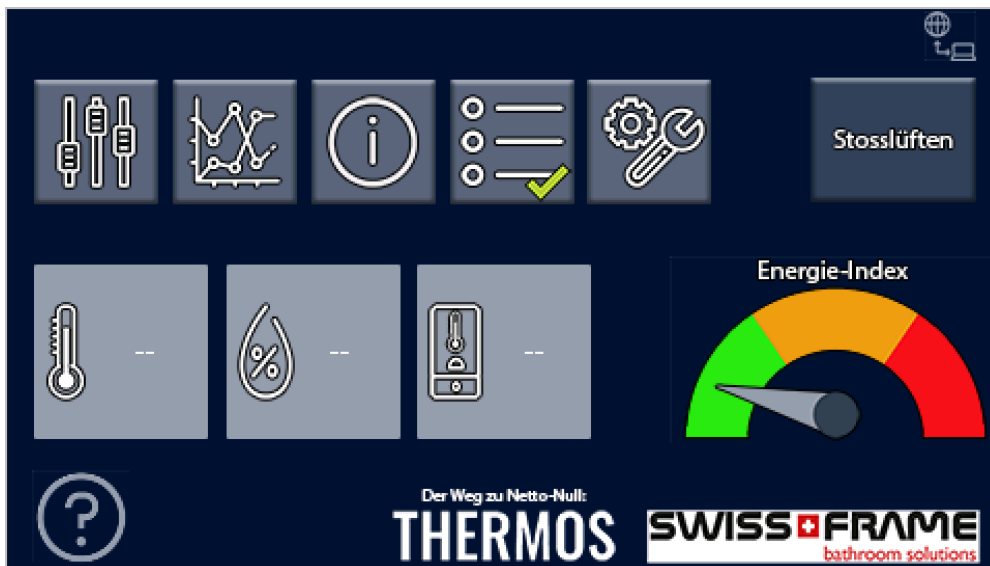 Stosslüften
Energie-Index
--
%
--
--
?
Der Weg zu Netto-Null:
THERMOS
SWISS FRAME
bathroom solutions